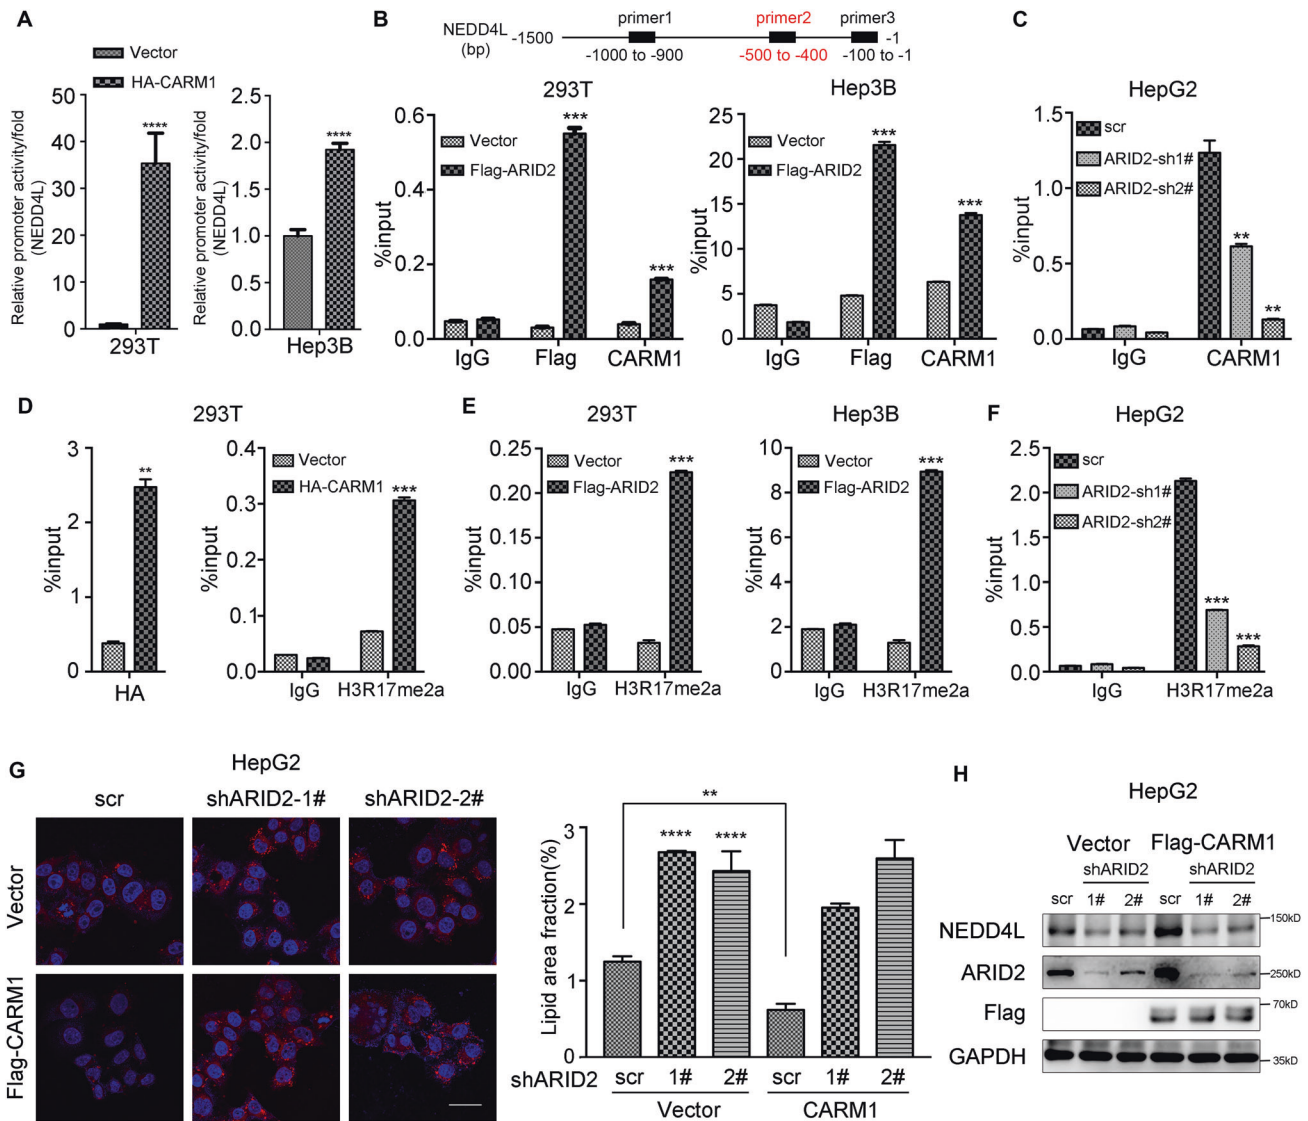 A
Vector
HA-CARM1
Relative promoter activity/fold
(NEDD4L)
50
40
30
20
10
0
****
293T
Relative promoter activity/fold
(NEDD4L)
2.5
2.0
1.5
1.0
0.5
0.0
****
Hep3B
B
NEDD4L
(bp)
-1500
primer1
primer2
primer3
-1
-1000 to -900
-500 to -400
-100 to -1
293T
Vector
Flag-ARID2
%input
0.6
0.4
0.2
0.0
***
***
IgG
Flag
CARM1
Hep3B
Vector
Flag-ARID2
%input
25
20
15
10
5
0
***
***
IgG
Flag
CARM1
C
HepG2
scr
ARID2-sh1#
ARID2-sh2#
%input
1.5
1.0
0.5
0.0
**
**
IgG
CARM1
D
293T
%input
3
2
1
0
**
HA
Vector
HA-CARM1
%input
0.4
0.3
0.2
0.1
0.0
***
IgG
H3R17me2a
E
293T
Vector
Flag-ARID2
%input
0.25
0.20
0.15
0.10
0.05
0.00
***
IgG
H3R17me2a
Hep3B
Vector
Flag-ARID2
%input
10
8
6
4
2
0
***
IgG
H3R17me2a
F
HepG2
scr
ARID2-sh1#
ARID2-sh2#
%input
2.5
2.0
1.5
1.0
0.5
0.0
***
***
IgG
H3R17me2a
G
HepG2
scr
shARID2-1#
shARID2-2#
Vector
Flag-CARM1
Lipid area fraction(%)
3
2
1
0
**
****
****
shARID2
scr
1#
2#
scr
1#
2#
Vector
CARM1
H
HepG2
Vector
Flag-CARM1
shARID2
shARID2
scr
1#
2#
scr
1#
2#
NEDD4L
150kD
ARID2
250kD
Flag
70kD
GAPDH
35kD